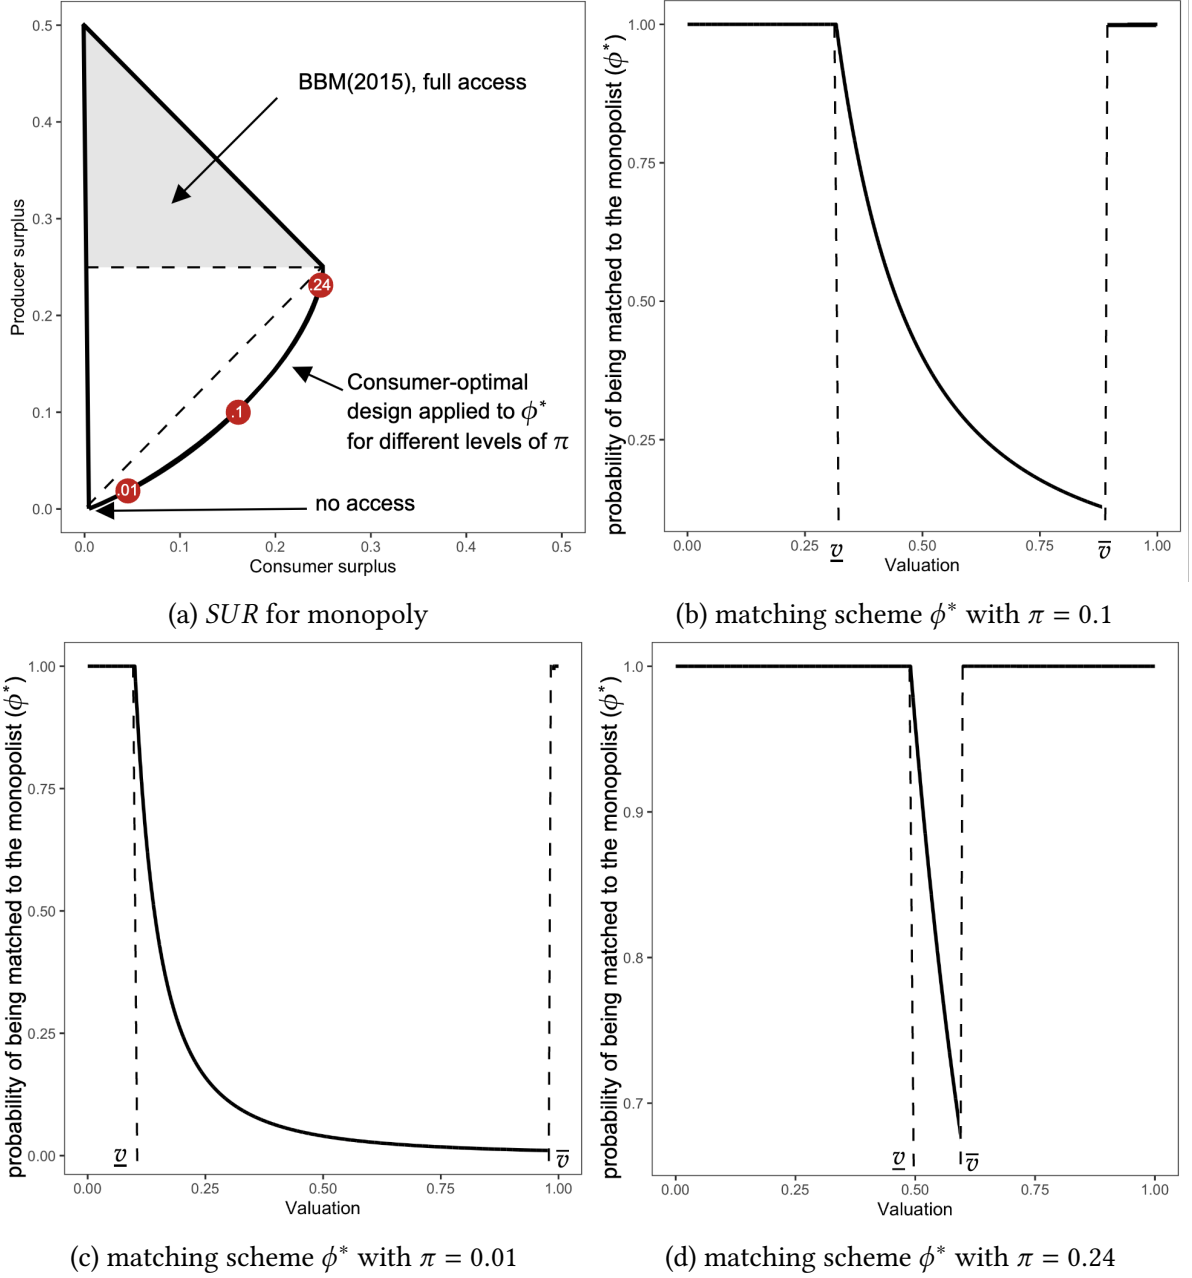 0.5
0.4
0.3
0.2
0.1
0.0
Producer surplus
BBM(2015), full access
.24
.1
.01
Consumer-optimal
design applied to ϕ*
for different levels of π
no access
0.0 0.1 0.2 0.3 0.4 0.5
Consumer surplus
(a) SUR for monopoly
1.00
0.75
0.50
0.25
probability of being matched to the monopolist (ϕ*)
0.00 0.25 0.50 0.75 1.00
v̲ v̅
Valuation
(b) matching scheme ϕ* with π = 0.1
1.00
0.75
0.50
0.25
0.00
probability of being matched to the monopolist (ϕ*)
v̲ v̅
0.00 0.25 0.50 0.75 1.00
Valuation
(c) matching scheme ϕ* with π = 0.01
1.0
0.9
0.8
0.7
probability of being matched to the monopolist (ϕ*)
v̲ v̅
0.00 0.25 0.50 0.75 1.00
Valuation
(d) matching scheme ϕ* with π = 0.24